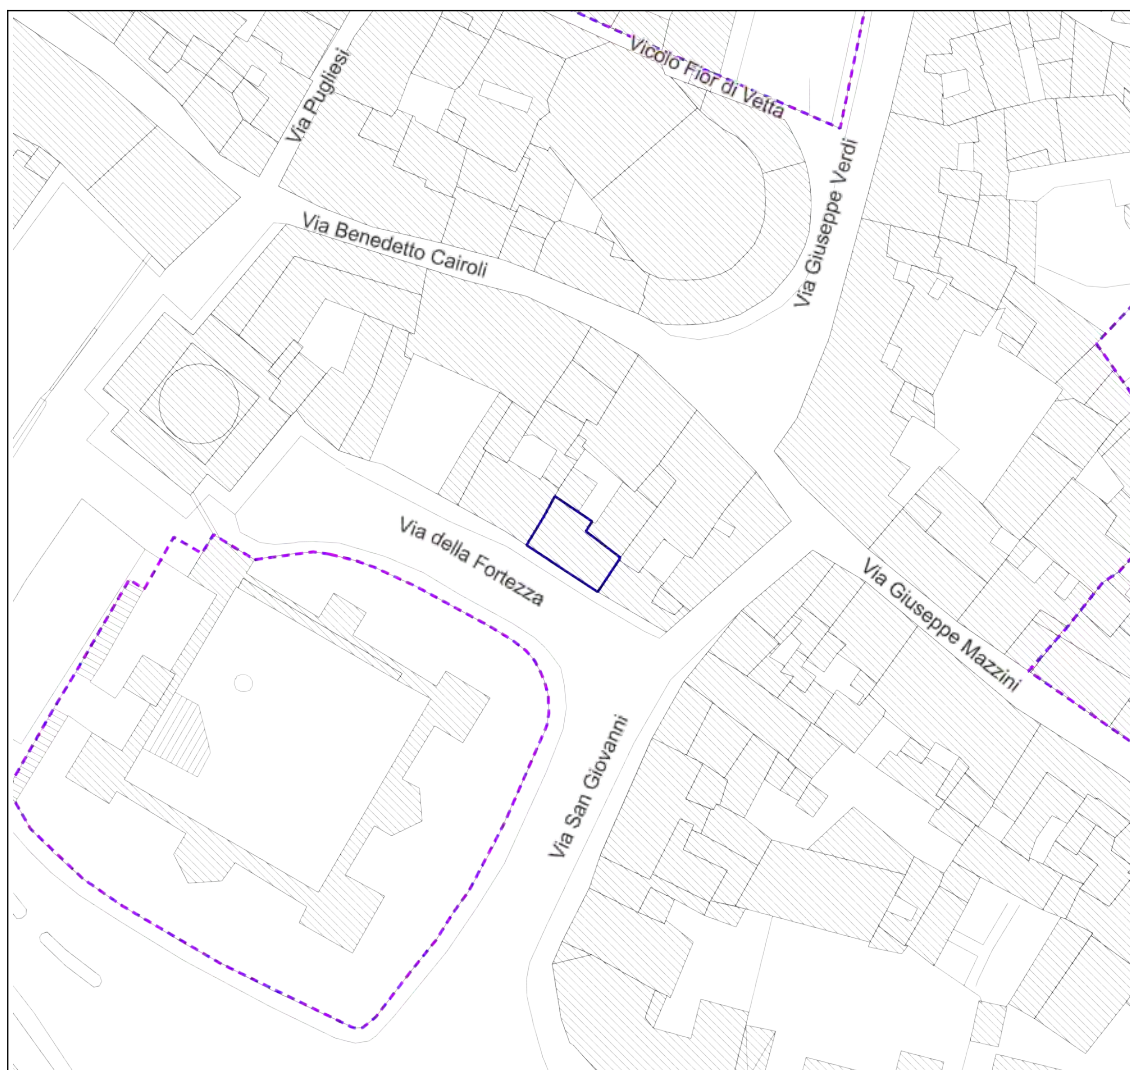 Vicolo Fior di Vetta
Via Pugliesi
Via Giuseppe Verdi
Via Benedetto Cairoli
Via della Fortezza
Via Giuseppe Mazzini
Via San Giovanni